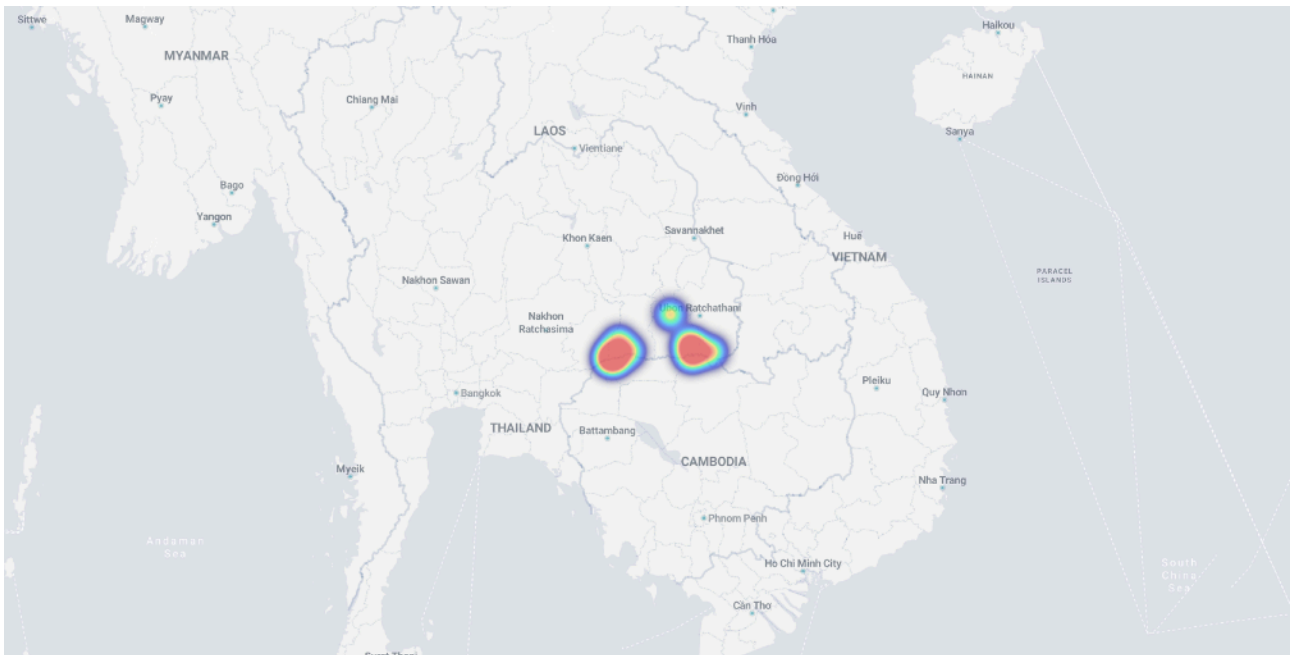 Sittwe
Magway
MYANMAR
Pyay
Chiang Mai
LAOS
Vientiane
Thanh Hóa
Vinh
Haikou
HAINAN
Sanya
Bago
Yangon
Đồng Hới
Khon Kaen
Savannakhet
Huế
VIETNAM
PARACEL
ISLANDS
Nakhon Sawan
Nakhon
Ratchasima
Ratchathani
Bangkok
Pleiku
Quy Nhon
THAILAND
Battambang
CAMBODIA
Myeik
Nha Trang
Phnom Penh
Andaman
Sea
Ho Chi Minh City
South
China
Sea
Cần Thơ